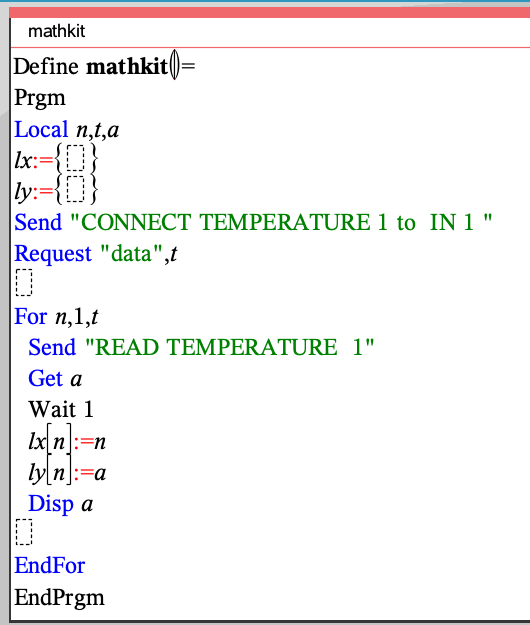 mathkit
Define mathkit()=
Prgm
Local n,t,a
lx:={ }
ly:={ }
Send "CONNECT TEMPERATURE 1 to  IN 1 "
Request "data",t
For n,1,t
Send "READ TEMPERATURE  1"
Get a
Wait 1
lx[n]:=n
ly[n]:=a
Disp a
EndFor
EndPrgm